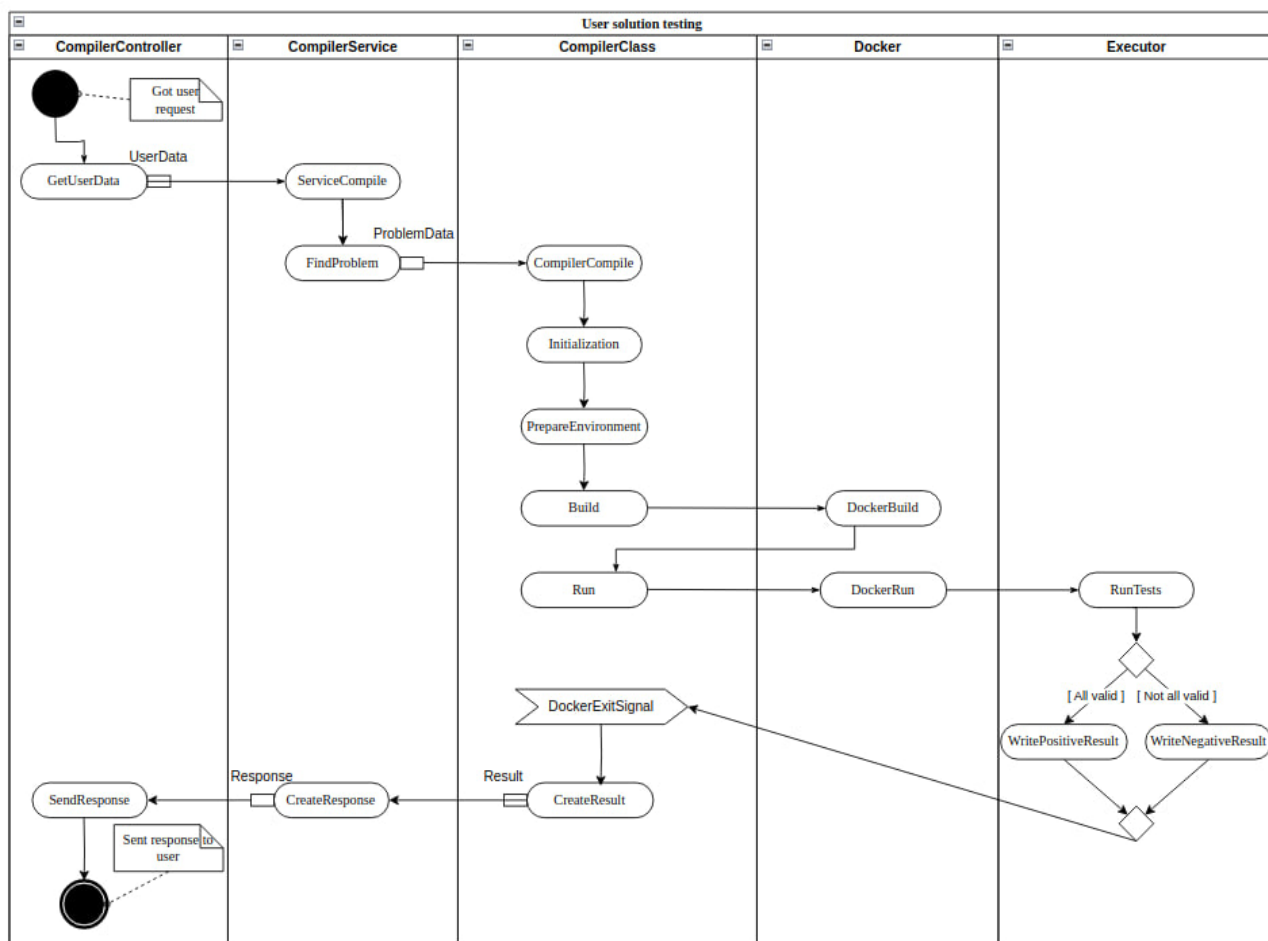 User solution testing
CompilerController
CompilerService
CompilerClass
Docker
Executor
Got user
request
UserData
GetUserData
ServiceCompile
ProblemData
FindProblem
CompilerCompile
Initialization
PrepareEnvironment
Build
DockerBuild
Run
DockerRun
RunTests
[ All valid ]
[ Not all valid ]
DockerExitSignal
WritePositiveResult
WriteNegativeResult
Response
Result
SendResponse
CreateResponse
CreateResult
Sent response to
user